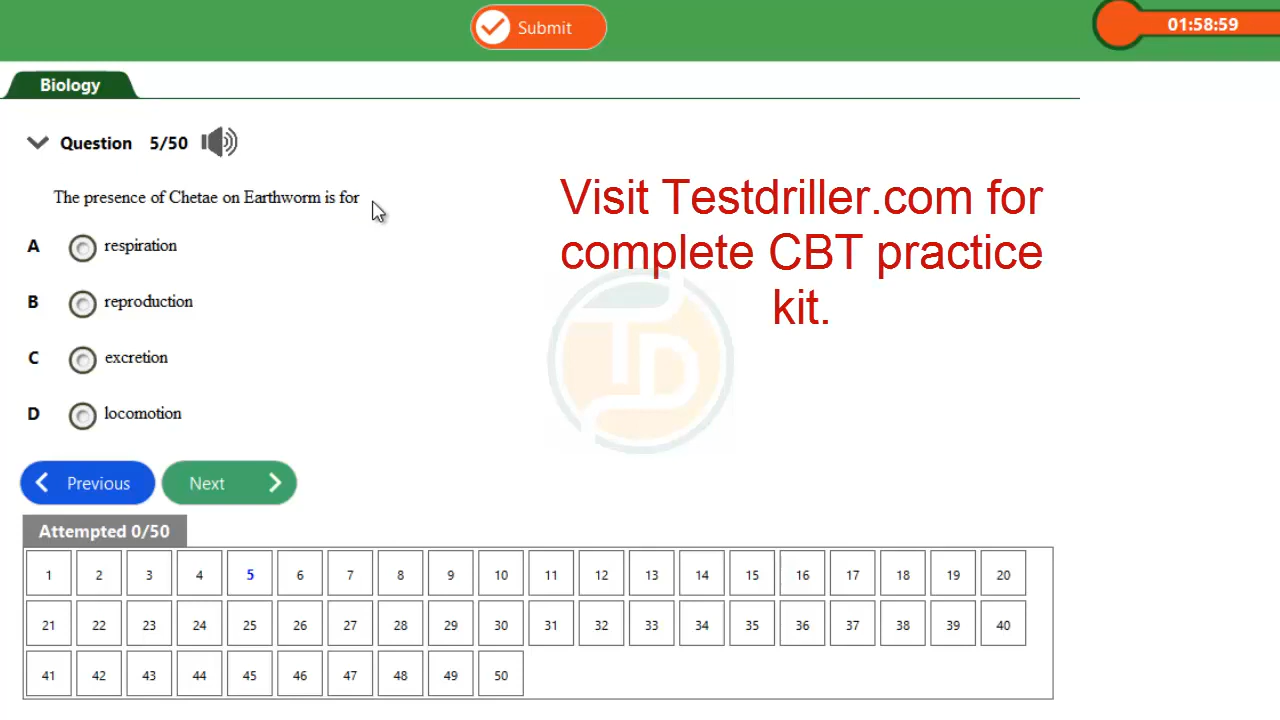 Submit
01:58:59
Biology
Question 5/50
The presence of Chetae on Earthworm is for
Visit Testdriller.com for
complete CBT practice
kit.
A respiration
B reproduction
C excretion
D locomotion
TD
Previous
Next
Attempted 0/50
1 2 3 4 5 6 7 8 9 10 11 12 13 14 15 16 17 18 19 20
21 22 23 24 25 26 27 28 29 30 31 32 33 34 35 36 37 38 39 40
41 42 43 44 45 46 47 48 49 50